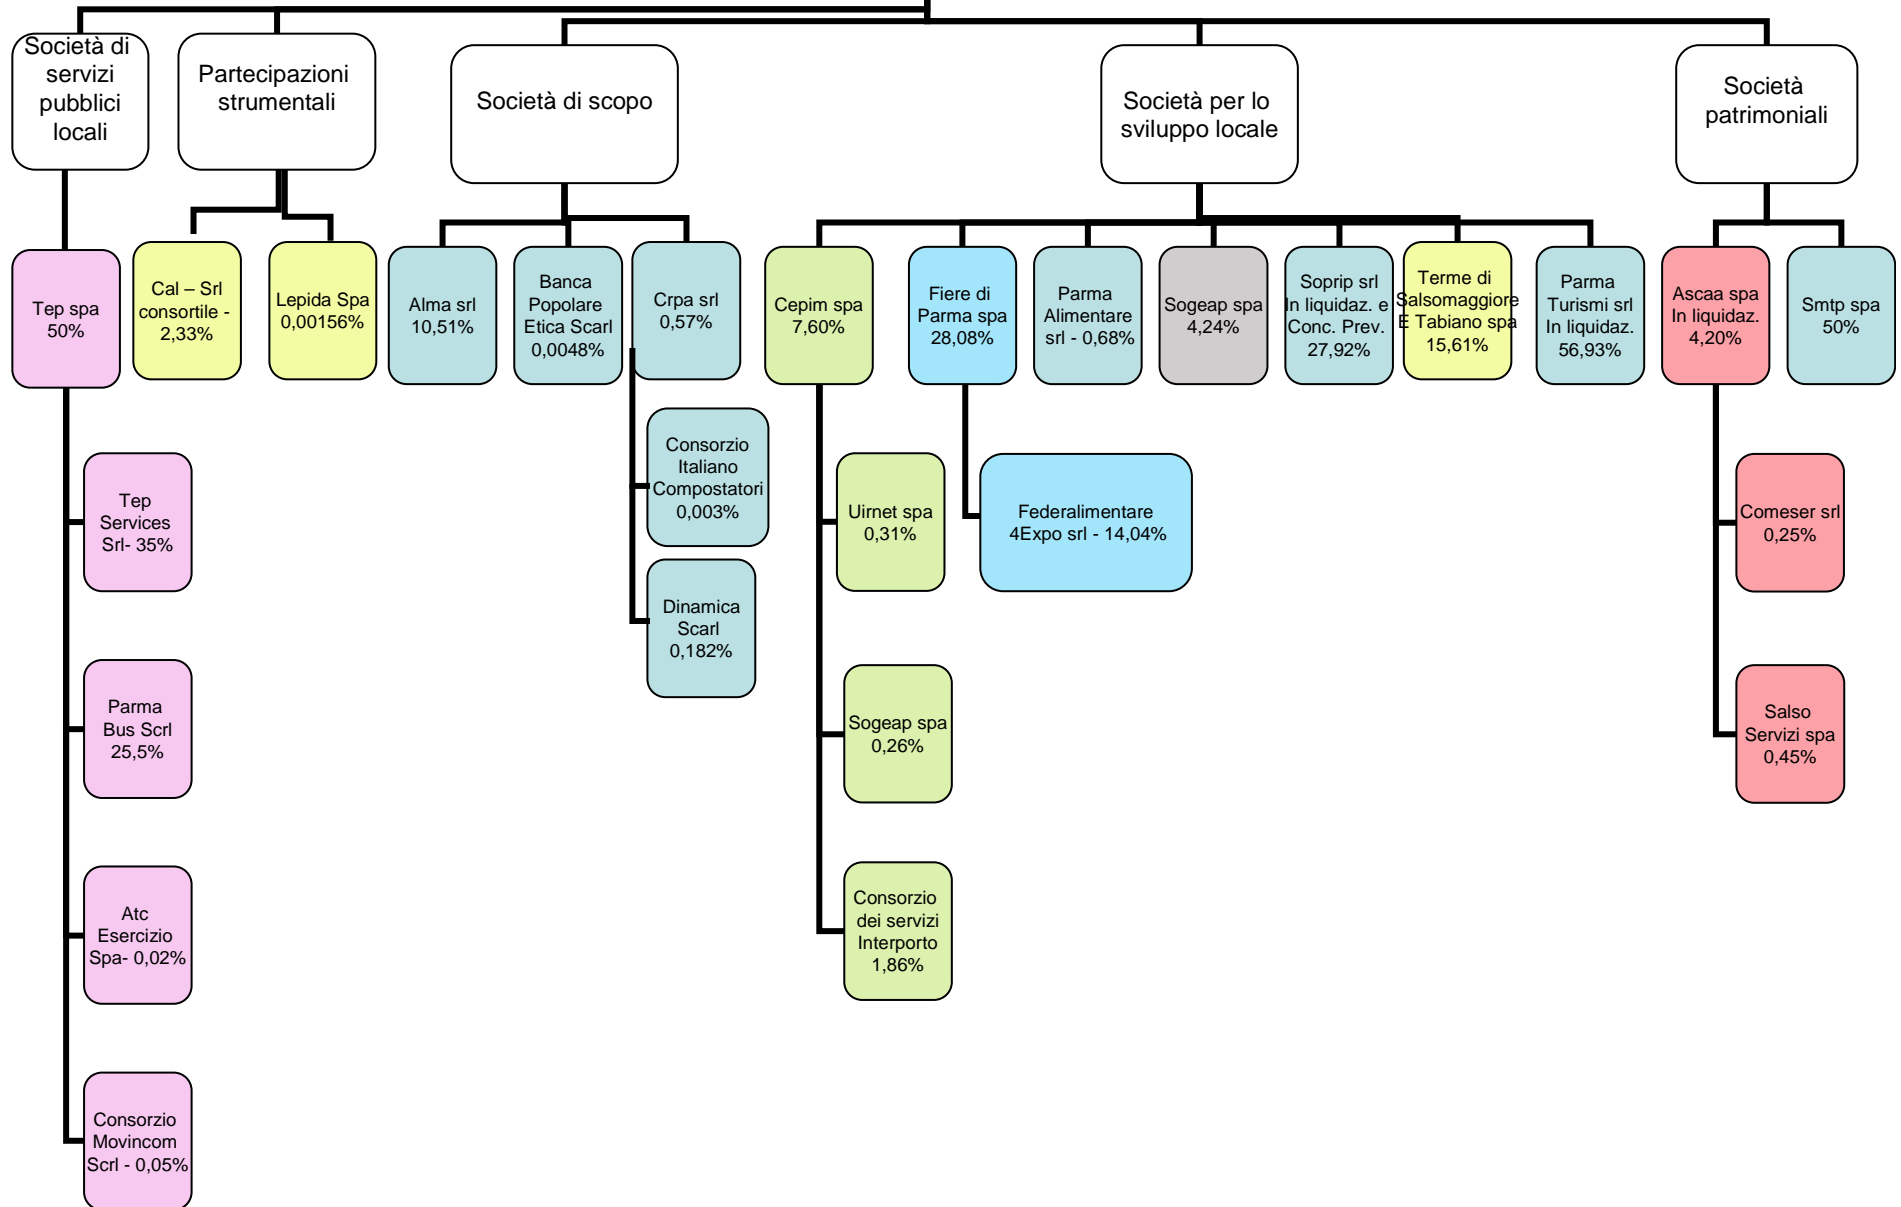 Società di
servizi
pubblici
locali
Partecipazioni
strumentali
Società di scopo
Società per lo
sviluppo locale
Società
patrimoniali
Tep spa
50%
Cal – Srl
consortile -
2,33%
Lepida Spa
0,00156%
Alma srl
10,51%
Banca
Popolare
Etica Scarl
0,0048%
Crpa srl
0,57%
Cepim spa
7,60%
Fiere di
Parma spa
28,08%
Parma
Alimentare
srl - 0,68%
Sogeap spa
4,24%
Soprip srl
In liquidaz. e
Conc. Prev.
27,92%
Terme di
Salsomaggiore
E Tabiano spa
15,61%
Parma
Turismi srl
In liquidaz.
56,93%
Ascaa spa
In liquidaz.
4,20%
Smtp spa
50%
Tep
Services
Srl- 35%
Parma
Bus Scrl
25,5%
Atc
Esercizio
Spa- 0,02%
Consorzio
Movincom
Scrl - 0,05%
Consorzio
Italiano
Compostatori
0,003%
Dinamica
Scarl
0,182%
Uirnet spa
0,31%
Sogeap spa
0,26%
Consorzio
dei servizi
Interporto
1,86%
Federalimentare
4Expo srl - 14,04%
Comeser srl
0,25%
Salso
Servizi spa
0,45%